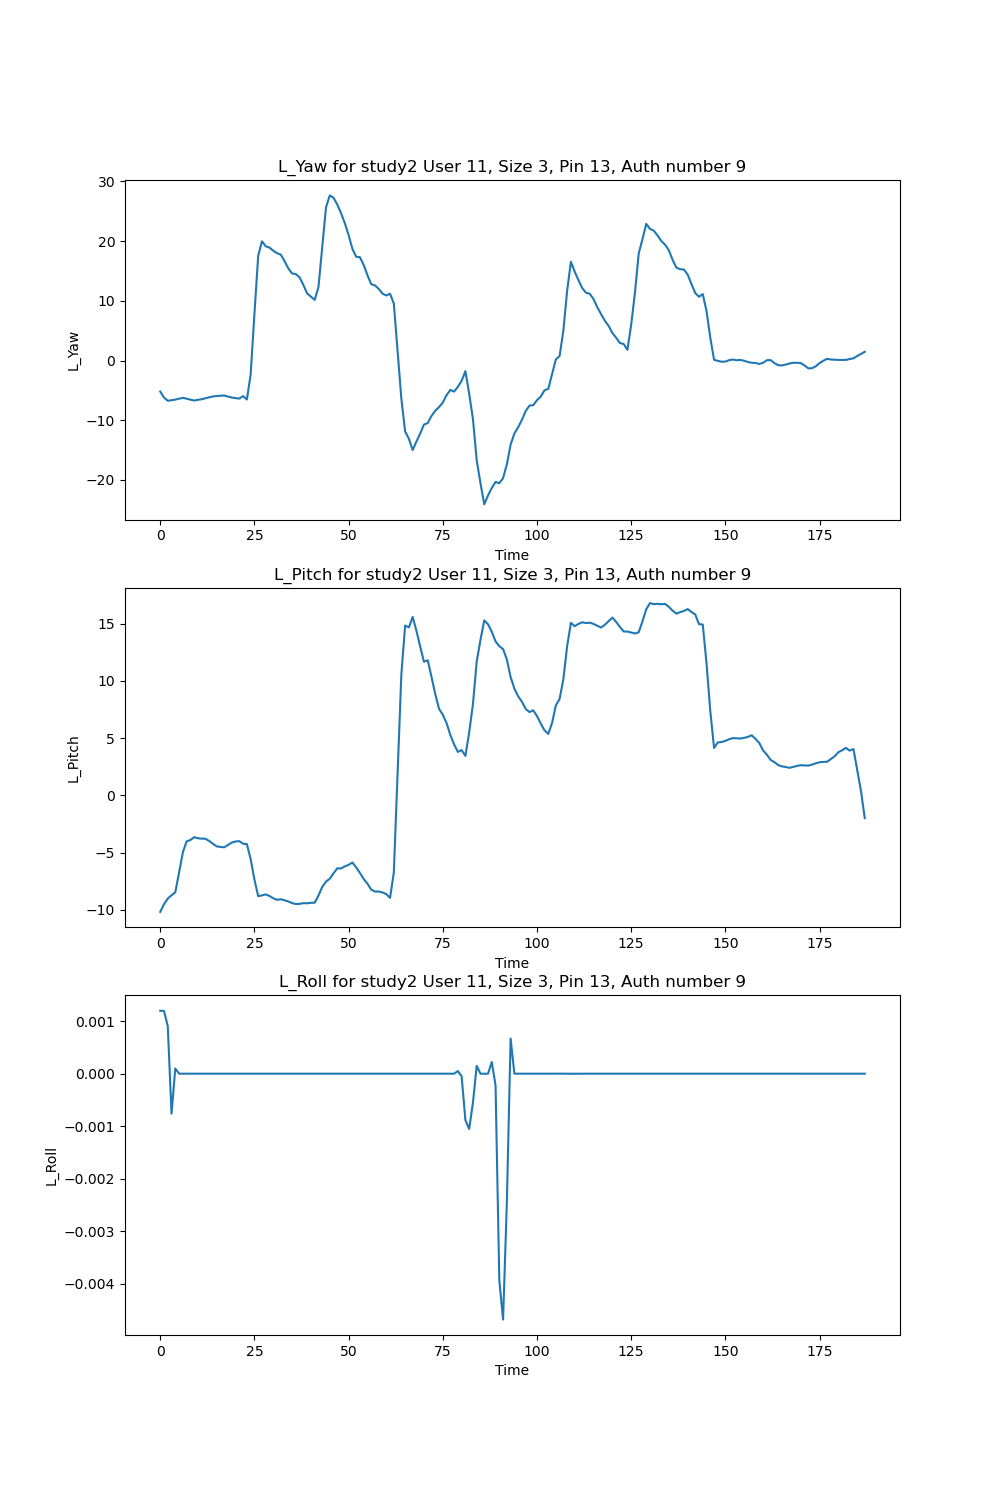 L_Yaw for study2 User 11, Size 3, Pin 13, Auth number 9
30
20
10
0
−10
−20
L_Yaw
0 25 50 75 100 125 150 175
Time
L_Pitch for study2 User 11, Size 3, Pin 13, Auth number 9
15
10
5
0
−5
−10
L_Pitch
0 25 50 75 100 125 150 175
Time
L_Roll for study2 User 11, Size 3, Pin 13, Auth number 9
0.001
0.000
−0.001
−0.002
−0.003
−0.004
L_Roll
0 25 50 75 100 125 150 175
Time